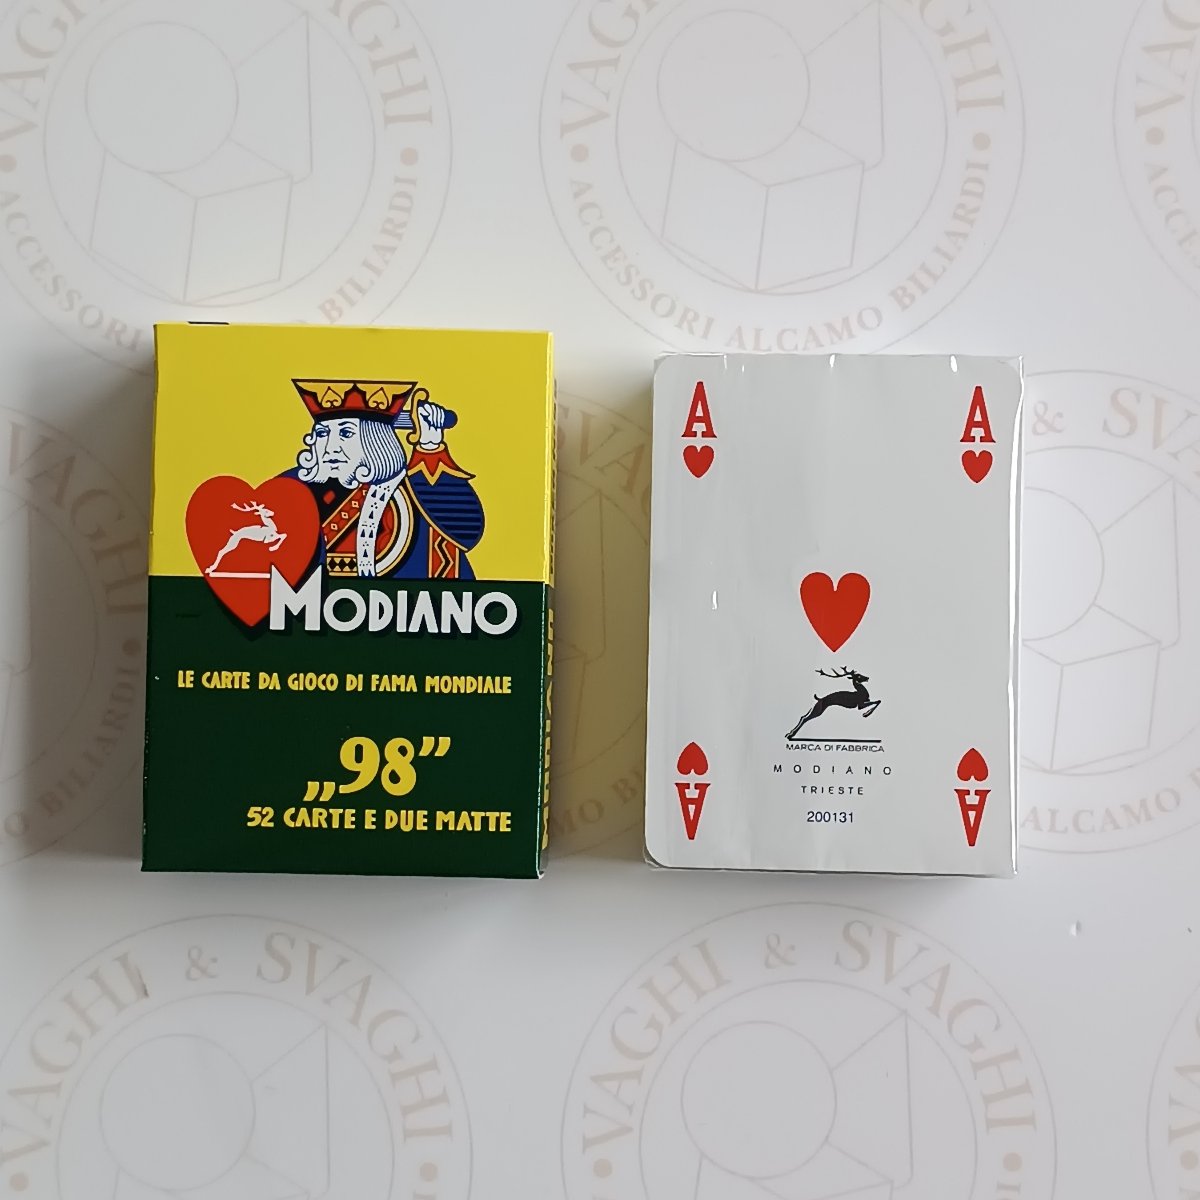 MODIANO
LE CARTE DA GIOCO DI FAMA MONDIALE
„98”
52 CARTE E DUE MATTE
MODIANO
A A
MARCA DI FABBRICA
MODIANO
TRIESTE
200131
A A
VAGHI & SVAGHI
ACCESSORI BILIARDI ALCAMO